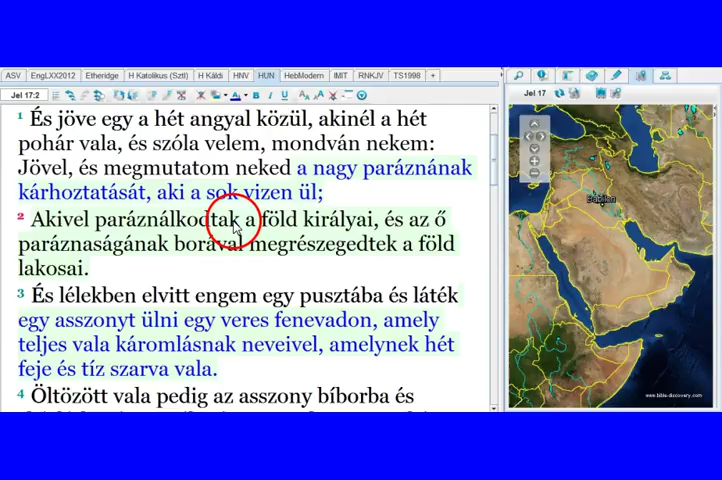 ASV EngLXX2012 Etheridge H Katolikus (SztI) H Káldi HNV HUN HebModern IMIT RNKJV TS1998 +
Jel 17:2
B I U
1 És jöve egy a hét angyal közül, akinél a hét
pohár vala, és szóla velem, mondván nekem:
Jövel, és megmutatom neked a nagy paráznának
kárhoztatását, aki a sok vizen ül;
2 Akivel paráználkodtak a föld királyai, és az ő
paráznaságának borával megrészegedtek a föld
lakosai.
3 És lélekben elvitt engem egy pusztába és láték
egy asszonyt ülni egy veres fenevadon, amely
teljes vala káromlásnak neveivel, amelynek hét
feje és tíz szarva vala.
4 Öltözött vala pedig az asszony bíborba és
Jel 17
www.bible-discovery.com